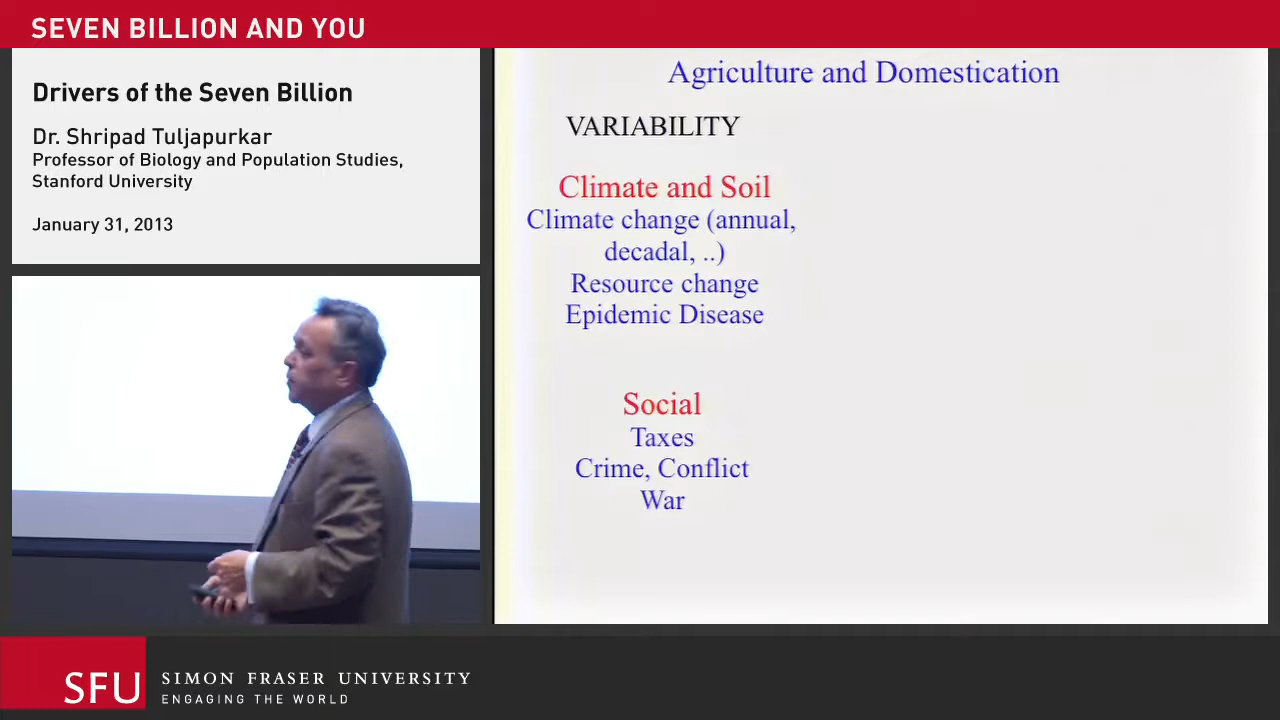 SEVEN BILLION AND YOU
Drivers of the Seven Billion
Dr. Shripad Tuljapurkar
Professor of Biology and Population Studies,
Stanford University
January 31, 2013
Agriculture and Domestication
VARIABILITY
Climate and Soil
Climate change (annual,
decadal, ..)
Resource change
Epidemic Disease
Social
Taxes
Crime, Conflict
War
SFU
SIMON FRASER UNIVERSITY
ENGAGING THE WORLD